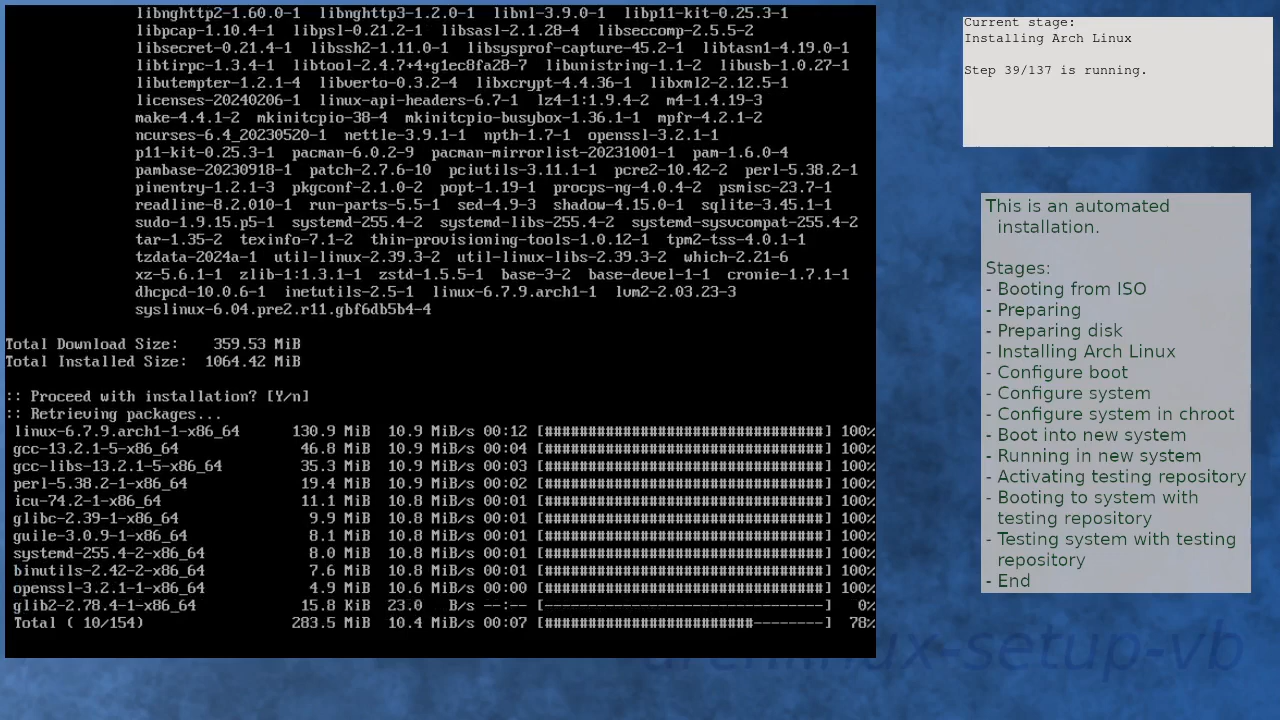 libnghttp2-1.60.0-1  libnghttp3-1.2.0-1  libnl-3.9.0-1  libp11-kit-0.25.3-1
libpcap-1.10.4-1  libpsl-0.21.2-1  libsasl-2.1.28-4  libseccomp-2.5.5-2
libsecret-0.21.4-1  libssh2-1.11.0-1  libsysprof-capture-45.2-1  libtasn1-4.19.0-1
libtirpc-1.3.4-1  libtool-2.4.7+4+g1ec8fa28-7  libunistring-1.1-2  libusb-1.0.27-1
libutempter-1.2.1-4  libverto-0.3.2-4  libxcrypt-4.4.36-1  libxml2-2.12.5-1
licenses-20240206-1  linux-api-headers-6.7-1  lz4-1:1.9.4-2  m4-1.4.19-3
make-4.4.1-2  mkinitcpio-38-4  mkinitcpio-busybox-1.36.1-1  mpfr-4.2.1-2
ncurses-6.4_20230520-1  nettle-3.9.1-1  npth-1.7-1  openssl-3.2.1-1
p11-kit-0.25.3-1  pacman-6.0.2-9  pacman-mirrorlist-20231001-1  pam-1.6.0-4
pambase-20230918-1  patch-2.7.6-10  pciutils-3.11.1-1  pcre2-10.42-2  perl-5.38.2-1
pinentry-1.2.1-3  pkgconf-2.1.0-2  popt-1.19-1  procps-ng-4.0.4-2  psmisc-23.7-1
readline-8.2.010-1  run-parts-5.5-1  sed-4.9-3  shadow-4.15.0-1  sqlite-3.45.1-1
sudo-1.9.15.p5-1  systemd-255.4-2  systemd-libs-255.4-2  systemd-sysvcompat-255.4-2
tar-1.35-2  texinfo-7.1-2  thin-provisioning-tools-1.0.12-1  tpm2-tss-4.0.1-1
tzdata-2024a-1  util-linux-2.39.3-2  util-linux-libs-2.39.3-2  which-2.21-6
xz-5.6.1-1  zlib-1:1.3.1-1  zstd-1.5.5-1  base-3-2  base-devel-1-1  cronie-1.7.1-1
dhcpcd-10.0.6-1  inetutils-2.5-1  linux-6.7.9.arch1-1  lvm2-2.03.23-3
syslinux-6.04.pre2.r11.gbf6db5b4-4
Total Download Size:    359.53 MiB
Total Installed Size:  1064.42 MiB
:: Proceed with installation? [Y/n]
:: Retrieving packages...
linux-6.7.9.arch1-1-x86_64      130.9 MiB  10.9 MiB/s 00:12 [################################] 100%
gcc-13.2.1-5-x86_64              46.8 MiB  10.9 MiB/s 00:04 [################################] 100%
gcc-libs-13.2.1-5-x86_64         35.3 MiB  10.9 MiB/s 00:03 [################################] 100%
perl-5.38.2-1-x86_64             19.4 MiB  10.9 MiB/s 00:02 [################################] 100%
icu-74.2-1-x86_64                11.1 MiB  10.8 MiB/s 00:01 [################################] 100%
glibc-2.39-1-x86_64               9.9 MiB  10.8 MiB/s 00:01 [################################] 100%
guile-3.0.9-1-x86_64              8.1 MiB  10.8 MiB/s 00:01 [################################] 100%
systemd-255.4-2-x86_64            8.0 MiB  10.8 MiB/s 00:01 [################################] 100%
binutils-2.42-2-x86_64            7.6 MiB  10.8 MiB/s 00:01 [################################] 100%
openssl-3.2.1-1-x86_64            4.9 MiB  10.6 MiB/s 00:00 [################################] 100%
glib2-2.78.4-1-x86_64            15.8 KiB  23.0   B/s --:-- [--------------------------------]   0%
Total ( 10/154)                 283.5 MiB  10.4 MiB/s 00:07 [########################--------]  78%
Current stage:
Installing Arch Linux
Step 39/137 is running.
This is an automated
installation.
Stages:
- Booting from ISO
- Preparing
- Preparing disk
- Installing Arch Linux
- Configure boot
- Configure system
- Configure system in chroot
- Boot into new system
- Running in new system
- Activating testing repository
- Booting to system with
testing repository
- Testing system with testing
repository
- End
archlinux-setup-vb